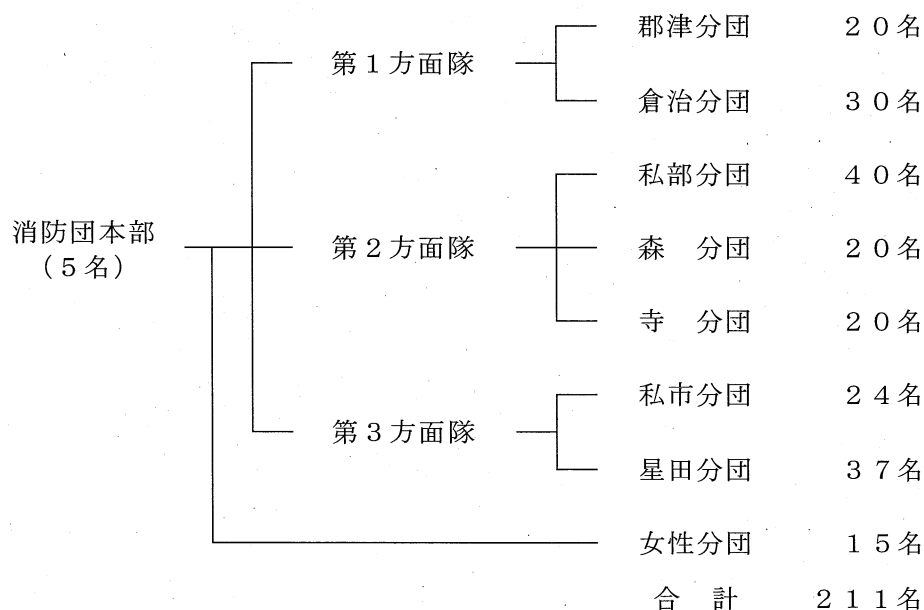 郡津分団 20名
第1方面隊
倉治分団 30名
私部分団 40名
消防団本部
(5名)
第2方面隊
森 分団 20名
寺 分団 20名
私市分団 24名
第3方面隊
星田分団 37名
女性分団 15名
合 計 211名